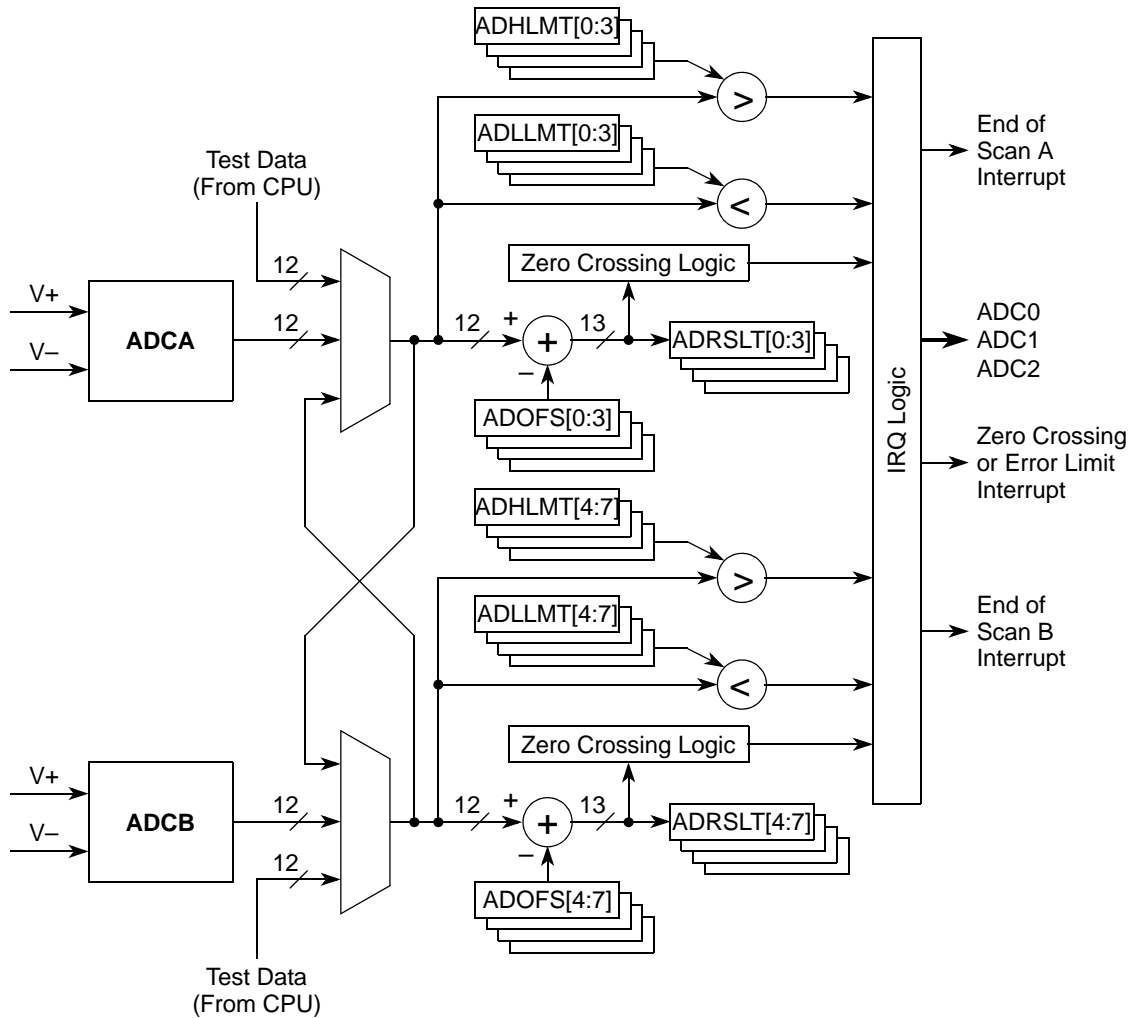 ADHLMT[0:3]
>
ADLLMT[0:3]
<
Test Data
(From CPU)
12
Zero Crossing Logic
V+
V–
ADCA
12
12
+
+
–
13
ADRSLT[0:3]
ADOFS[0:3]
ADHLMT[4:7]
>
ADLLMT[4:7]
<
Zero Crossing Logic
V+
V–
ADCB
12
12
12
+
+
–
13
ADRSLT[4:7]
ADOFS[4:7]
Test Data
(From CPU)
IRQ Logic
End of
Scan A
Interrupt
ADC0
ADC1
ADC2
Zero Crossing
or Error Limit
Interrupt
End of
Scan B
Interrupt